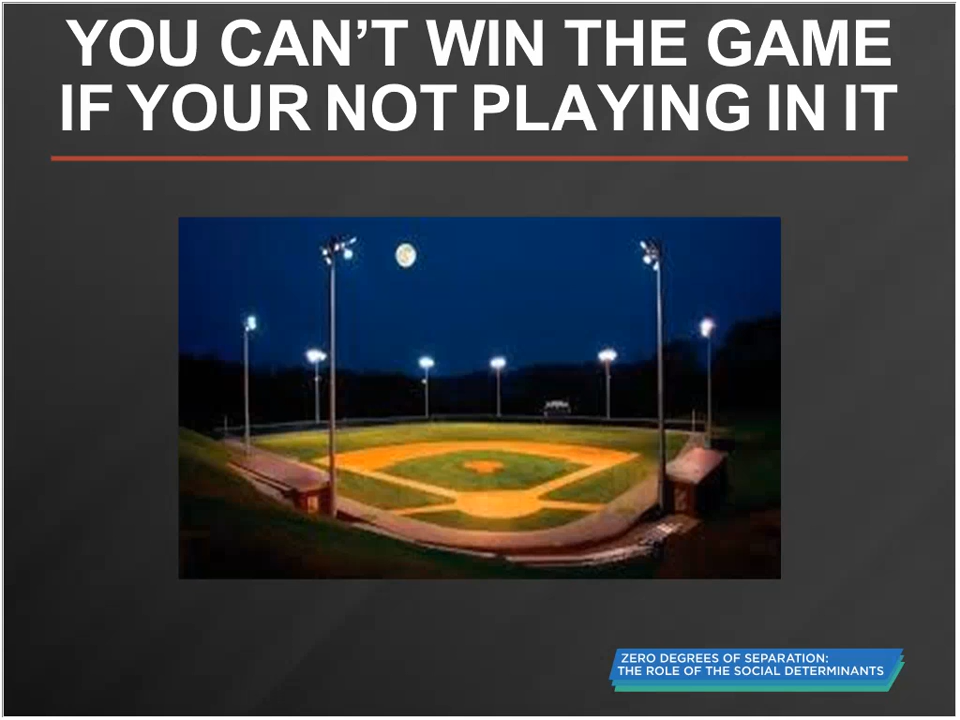 YOU CAN’T WIN THE GAME
IF YOUR NOT PLAYING IN IT
ZERO DEGREES OF SEPARATION:
THE ROLE OF THE SOCIAL DETERMINANTS